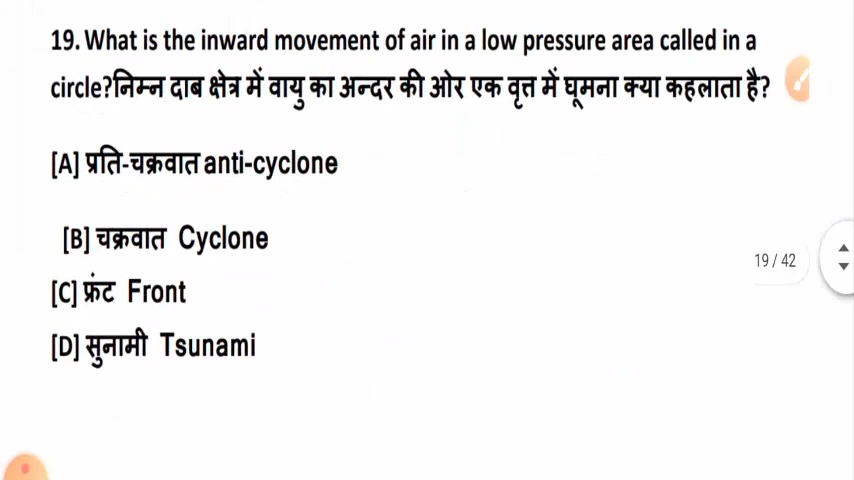 19. What is the inward movement of air in a low pressure area called in a
circle?निम्न दाब क्षेत्र में वायु का अन्दर की ओर एक वृत्त में घूमना क्या कहलाता है?
[A] प्रति-चक्रवात anti-cyclone
[B] चक्रवात Cyclone
19 / 42
[C] फ्रंट Front
[D] सुनामी Tsunami